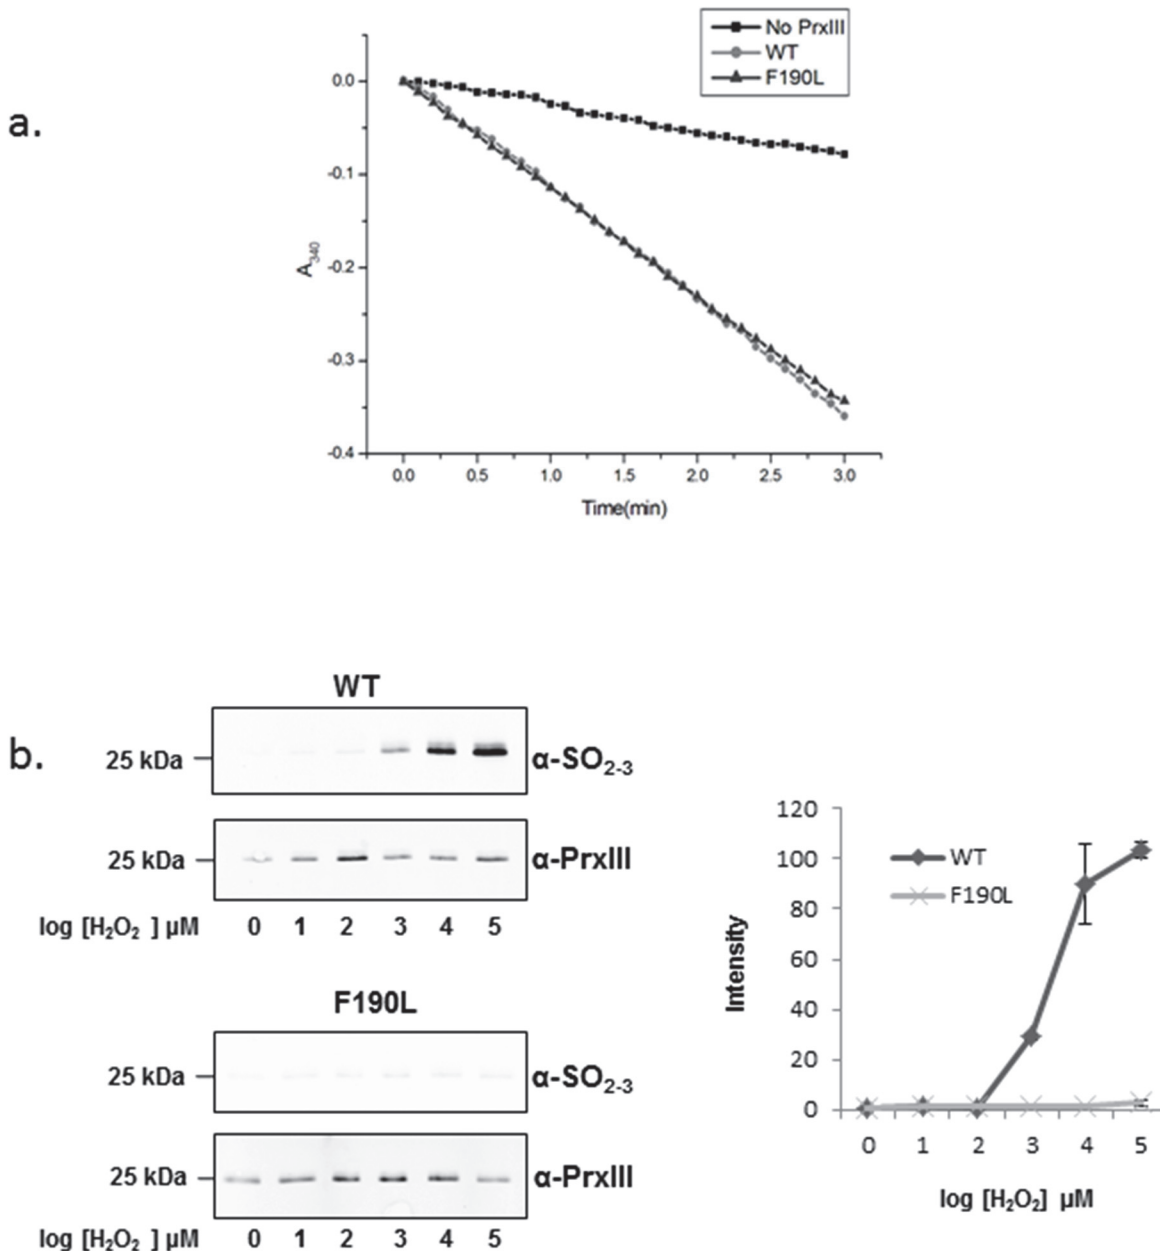 a.
No PrxIII
WT
F190L
0.0
-0.1
-0.2
-0.3
-0.4
A340
0.0 0.5 1.0 1.5 2.0 2.5 3.0
Time(min)
b.
WT
25 kDa
α-SO2-3
25 kDa
α-PrxIII
log [H2O2 ] µM 0 1 2 3 4 5
F190L
25 kDa
α-SO2-3
25 kDa
α-PrxIII
log [H2O2 ] µM 0 1 2 3 4 5
120
100
80
60
40
20
0
Intensity
WT
F190L
0 1 2 3 4 5
log [H2O2] µM